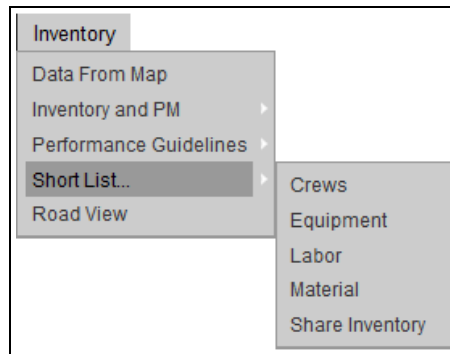 Inventory
Data From Map
Inventory and PM
Performance Guidelines
Short List...
Road View
Crews
Equipment
Labor
Material
Share Inventory